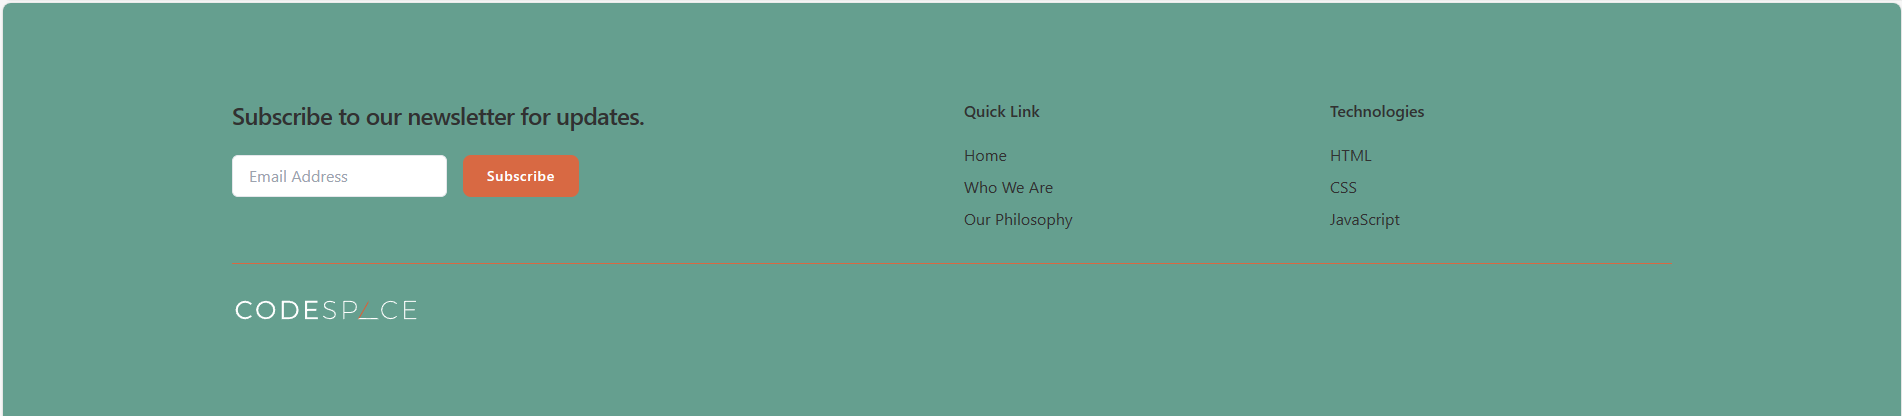 Subscribe to our newsletter for updates.
Email Address
Subscribe
Quick Link
Home
Who We Are
Our Philosophy
Technologies
HTML
CSS
JavaScript
CODESPACE